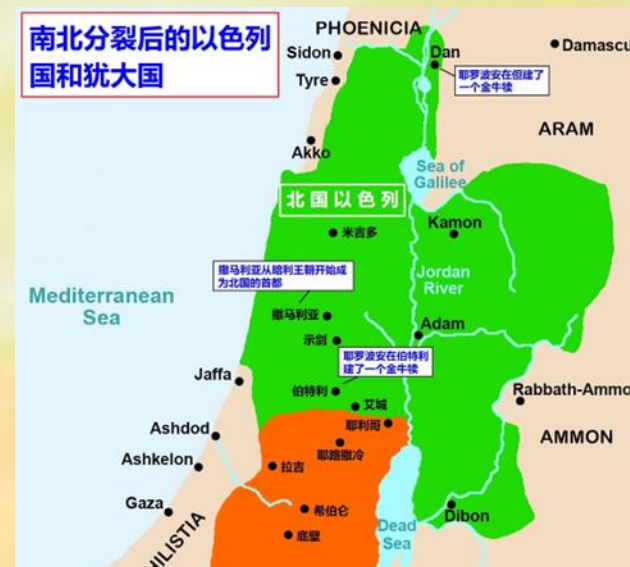 南北分裂后的以色列
国和犹大国
PHOENICIA
Sidon
Dan
Damascu
Tyre
耶罗波安在但建了
一个金牛犊
ARAM
Akko
Sea of
Galilee
北国以色列
Kamon
米吉多
撒马利亚从暗利王朝开始成
为北国的首都
Jordan
River
Mediterranean
Sea
撒马利亚
Adam
示剑
耶罗波安在伯特利
建了一个金牛犊
Jaffa
伯特利
Rabbath-Ammo
艾城
耶利哥
Ashdod
AMMON
耶路撒冷
Ashkelon
拉吉
Gaza
希伯仑
Dibon
Dead
Sea
底壁
HILISTIA